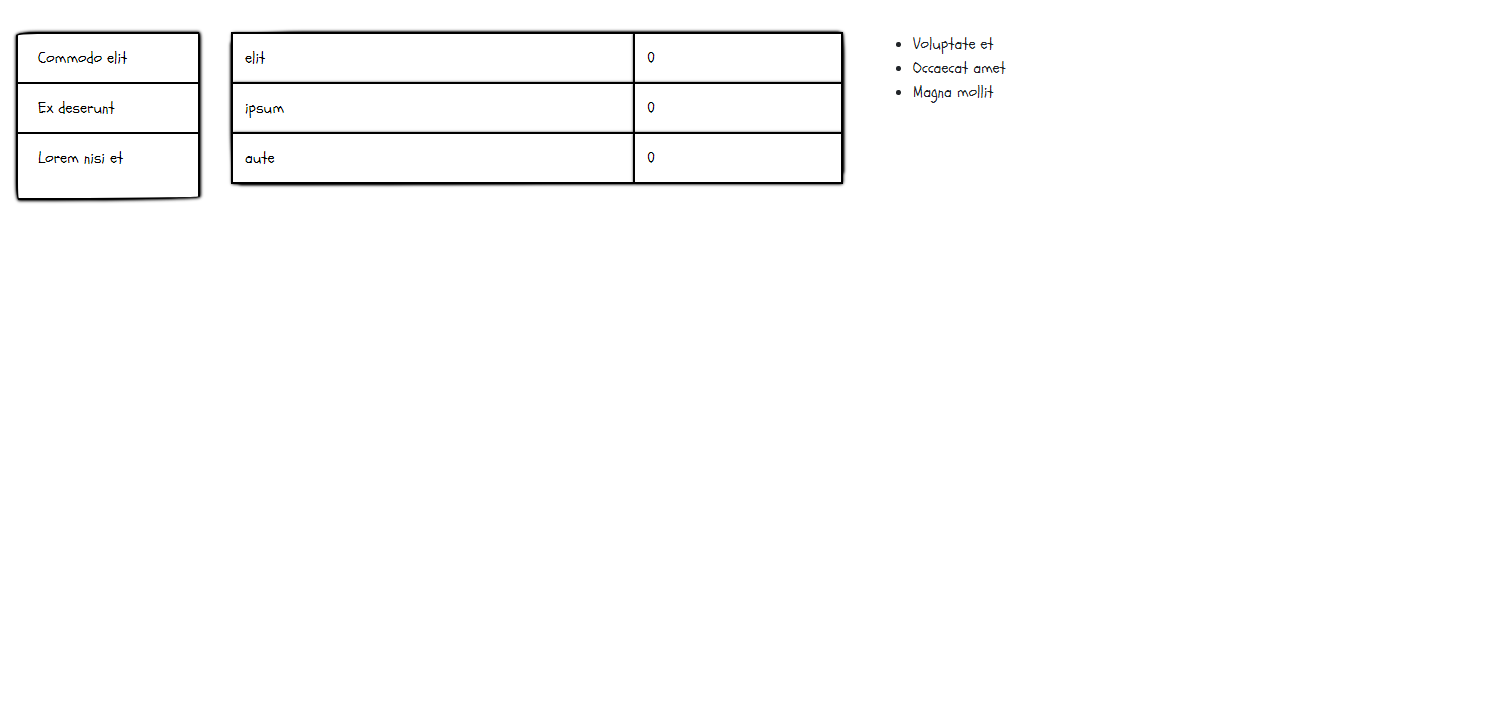 Commodo elit
Ex deserunt
Lorem nisi et
elit 0
ipsum 0
aute 0
Voluptate et
Occaecat amet
Magna mollit